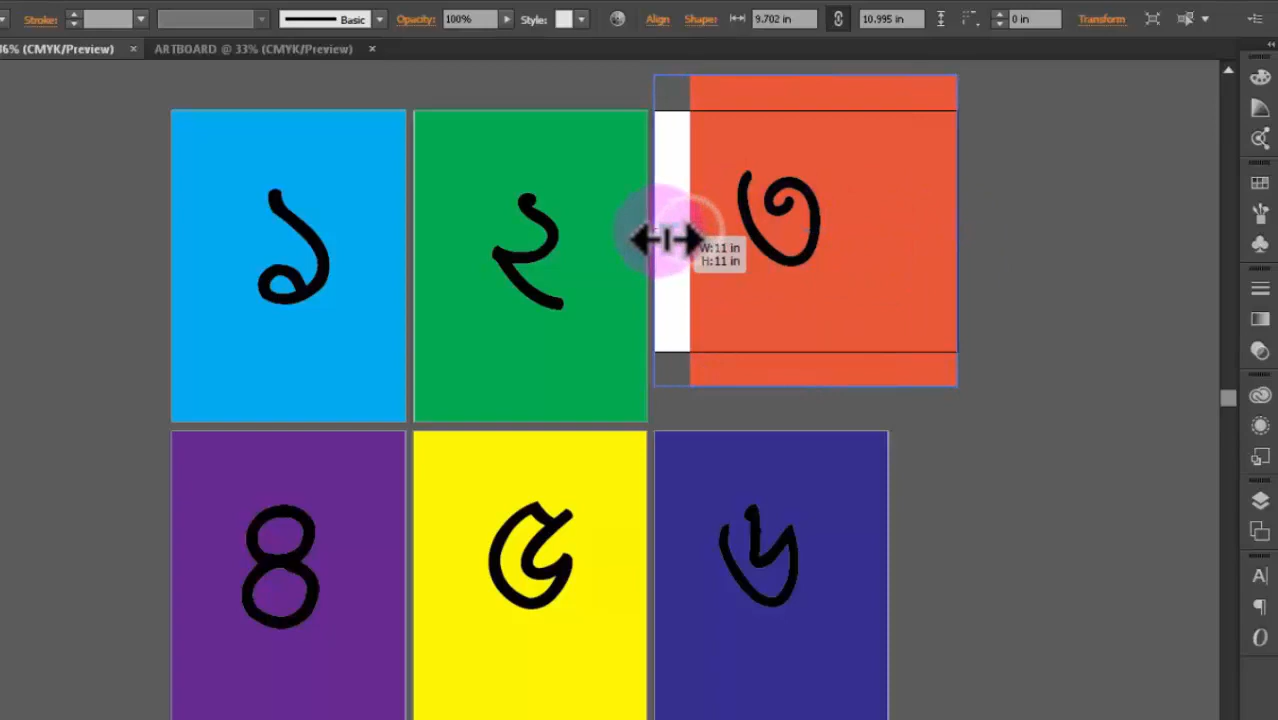 Stroke: Basic Opacity: 100% Style: Align Shape: 9.702 in 10.995 in 0 in Transform
6% (CMYK/Preview) × ARTBOARD @ 33% (CMYK/Preview) ×
১ ২ ৩
W:11 in
H:11 in
৪ ৫ ৬